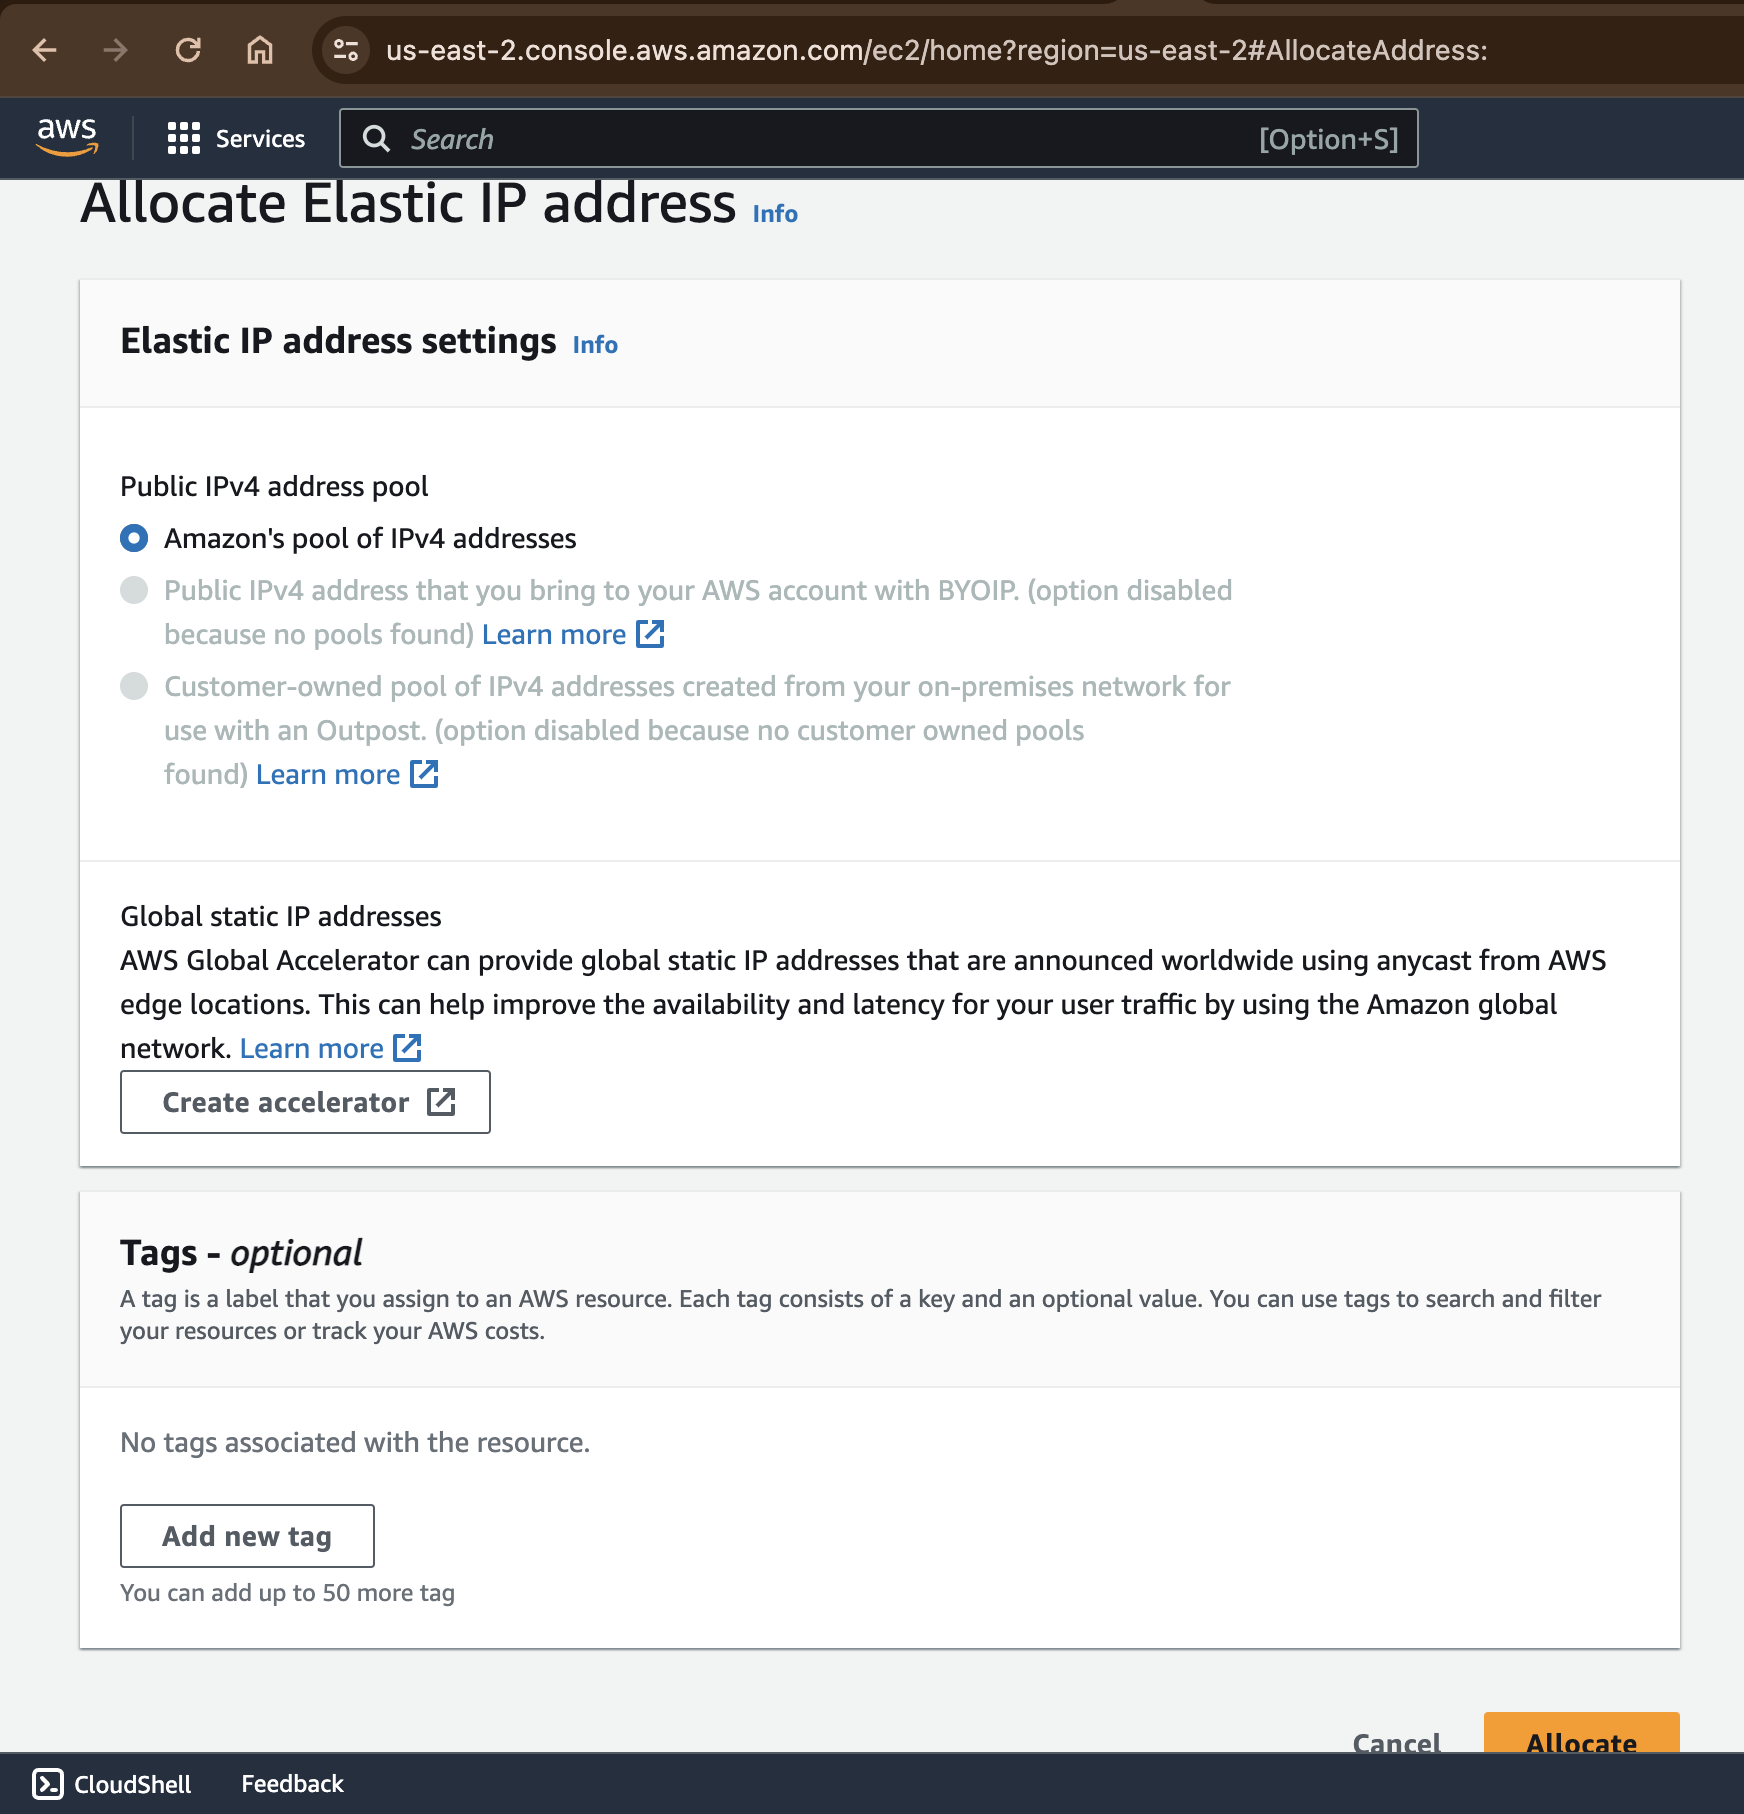 us-east-2.console.aws.amazon.com/ec2/home?region=us-east-2#AllocateAddress:
aws
Services
Search
[Option+S]
Allocate Elastic IP address Info
Elastic IP address settings Info
Public IPv4 address pool
Amazon's pool of IPv4 addresses
Public IPv4 address that you bring to your AWS account with BYOIP. (option disabled
because no pools found) Learn more
Customer-owned pool of IPv4 addresses created from your on-premises network for
use with an Outpost. (option disabled because no customer owned pools
found) Learn more
Global static IP addresses
AWS Global Accelerator can provide global static IP addresses that are announced worldwide using anycast from AWS
edge locations. This can help improve the availability and latency for your user traffic by using the Amazon global
network. Learn more
Create accelerator
Tags - optional
A tag is a label that you assign to an AWS resource. Each tag consists of a key and an optional value. You can use tags to search and filter
your resources or track your AWS costs.
No tags associated with the resource.
Add new tag
You can add up to 50 more tag
Cancel
Allocate
CloudShell
Feedback